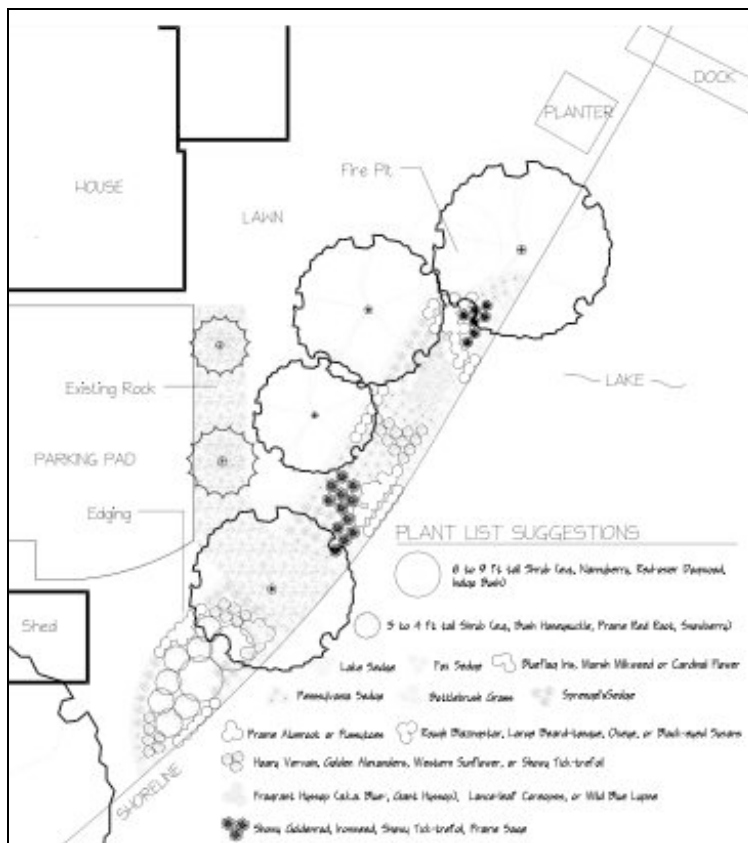 DOCK
PLANTER
Fire Pit
HOUSE
LAWN
Existing Rock
LAKE
PARKING PAD
Edging
PLANT LIST SUGGESTIONS
6 to 9 ft tall Shrub (e.g., Nannyberry, Red-osier Dogwood,
Indigo Bush)
Shed
3 to 4 ft tall Shrub (e.g., Bush Honeysuckle, Prairie Red Root, Snowberry)
Lake Sedge
Fox Sedge
Blueflag Iris, Marsh Milkweed or Cardinal Flower
Pennsylvania Sedge
Bottlebrush Grass
Sprengel's Sedge
Prairie Alumroot or Pussytoes
Rough Blazingstar, Large Beard-tongue, Onion, or Black-eyed Susans
Hoary Vervain, Golden Alexanders, Western Sunflower, or Showy Tick-trefoil
SHORELINE
Fragrant Hyssop (a.k.a. Blue, Giant Hyssop), Lance-leaf Coreopsis, or Wild Blue Lupine
Showy Goldenrod, Ironweed, Showy Tick-trefoil, Prairie Sage